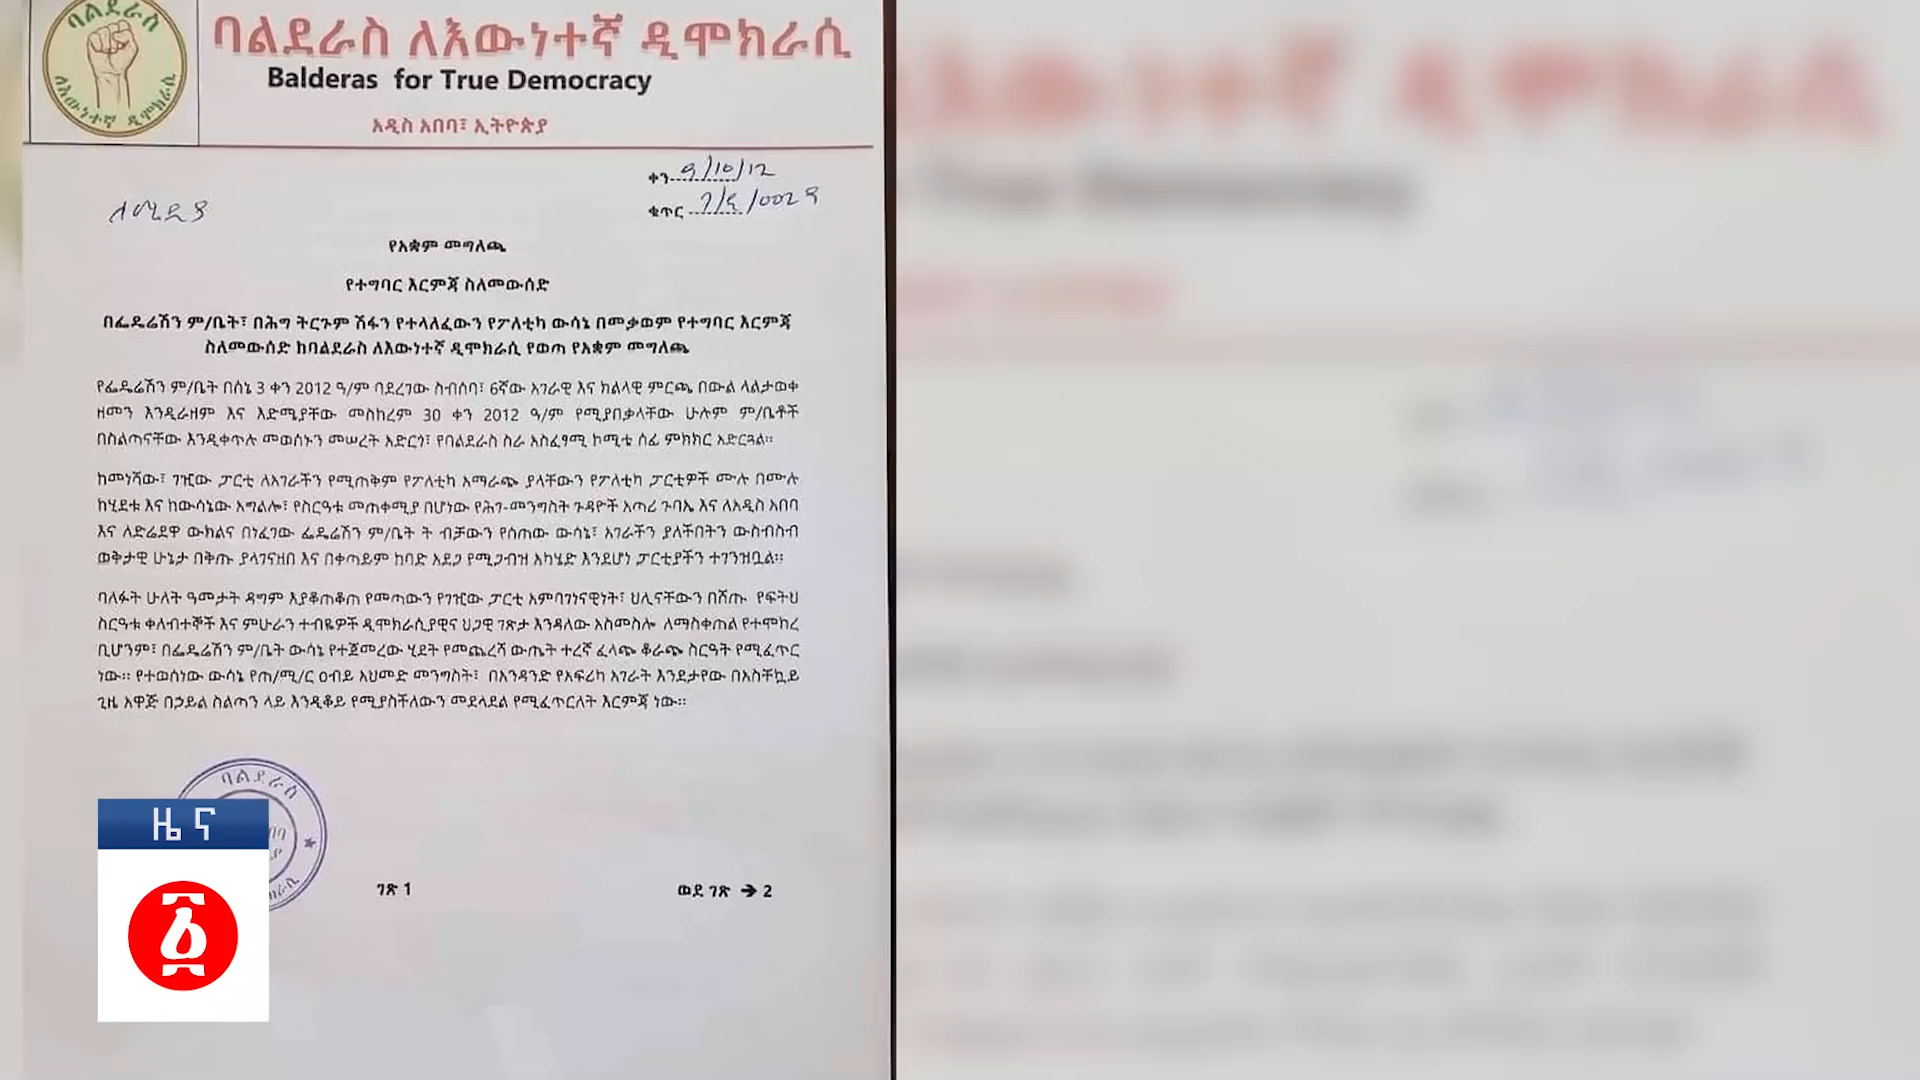 ባልደራስ
ለእውነተኛ ዲሞክራሲ
ባልደራስ ለእውነተኛ ዲሞክራሲ
Balderas for True Democracy
አዲስ አበባ፣ ኢትዮጵያ
ቀን 9/10/12
ቁጥር
ለሚዲያ
የአቋም መግለጫ
የተግባር እርምጃ ስለመውሰድ
በፌዴሬሽን ም/ቤት፣ በሕግ ትርጉም ሽፋን የተላለፈውን የፖለቲካ ውሳኔ በመቃወም የተግባር እርምጃ
ስለመውሰድ ከባልደራስ ለእውነተኛ ዲሞክራሲ የወጣ የአቋም መግለጫ
የፌዴሬሽን ም/ቤት በሰኔ 3 ቀን 2012 ዓ/ም ባደረገው ስብሰባ፣ 6ኛው አገራዊ እና ክልላዊ ምርጫ በውል ላልታወቀ
ዘመን እንዲራዘም እና እድሜያቸው መስከረም 30 ቀን 2012 ዓ/ም የሚያበቃላቸው ሁሉም ም/ቤቶች
በስልጣናቸው እንዲቀጥሉ መወሰኑን መሠረት አድርጎ፣ የባልደራስ ስራ አስፈፃሚ ኮሚቴ ሰፊ ምክክር አድርጓል።
ከመነሻው፣ ገዢው ፓርቲ ለአገራችን የሚጠቅም የፖለቲካ አማራጭ ያላቸውን የፖለቲካ ፓርቲዎች ሙሉ በሙሉ
ከሂደቱ እና ከውሳኔው አግልሎ፣ የስርዓቱ መጠቀሚያ በሆነው የሕገ-መንግስት ጉዳዮች አጣሪ ጉባኤ እና ለአዲስ አበባ
እና ለድሬደዋ ውክልና በነፈገው ፌዴሬሽን ም/ቤት ት ብቻውን የሰጠው ውሳኔ፣ አገራችን ያለችበትን ውስብስብ
ወቅታዊ ሁኔታ በቅጡ ያላገናዘበ እና በቀጣይም ከባድ አደጋ የሚጋብዝ አካሄድ እንደሆነ ፓርቲያችን ተገንዝቧል።
ባለፉት ሁለት ዓመታት ዳግም እያቆጠቆጠ የመጣውን የገዢው ፓርቲ አምባገነናዊነት፣ ህሊናቸውን በሸጡ የፍትህ
ስርዓቱ ቀለብተኞች እና ምሁራን ተብዬዎች ዲሞክራሲያዊና ህጋዊ ገጽታ እንዳለው አስመስሎ ለማስቀጠል የተሞከረ
ቢሆንም፣ በፌዴሬሽን ም/ቤት ውሳኔ የተጀመረው ሂደት የመጨረሻ ውጤት ተረኛ ፈላጭ ቆራጭ ስርዓት የሚፈጥር
ነው። የተወሰነው ውሳኔ የጠ/ሚ/ር ዐብይ አህመድ መንግስት፣ በአንዳንድ የአፍሪካ አገራት እንደታየው በአስቸኳይ
ጊዜ አዋጅ በኃይል ስልጣን ላይ እንዲቆይ የሚያስችለውን መደላደል የሚፈጥርለት እርምጃ ነው።
ባልደራስ
ገጽ 1
ወደ ገጽ → 2
ዜና